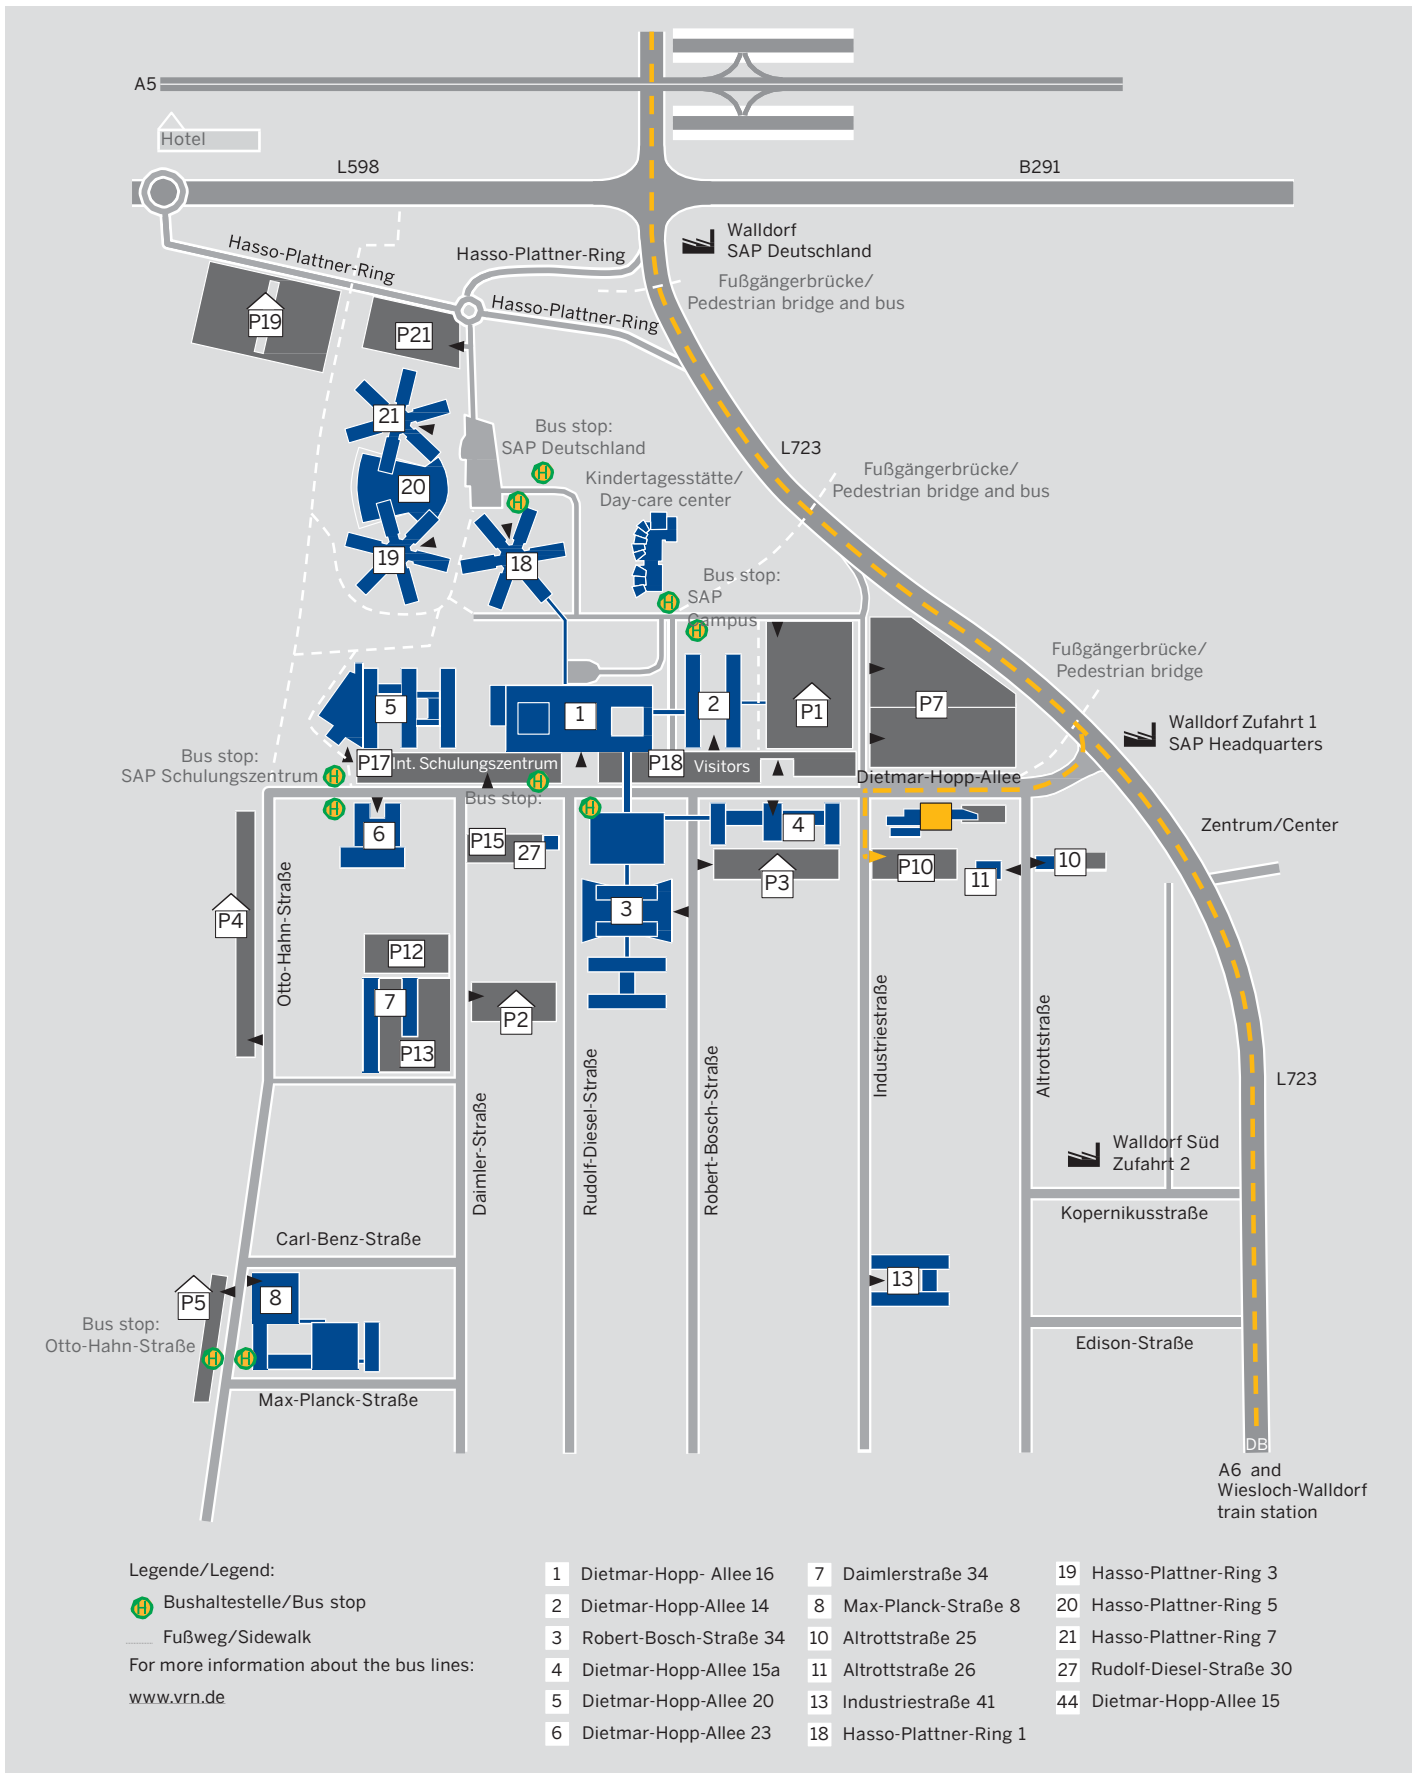 A5
Hotel
L598
B291
Walldorf
SAP Deutschland
Hasso-Plattner-Ring
Hasso-Plattner-Ring
Fußgängerbrücke/
Pedestrian bridge and bus
Hasso-Plattner-Ring
P19
P21
21
Bus stop:
SAP Deutschland
L723
Kindertagesstätte/
Day-care center
Fußgängerbrücke/
Pedestrian bridge and bus
20
H
H
19
18
Bus stop:
SAP
Campus
H
H
Fußgängerbrücke/
Pedestrian bridge
5
1
2
P1
P7
Walldorf Zufahrt 1
SAP Headquarters
Bus stop:
SAP Schulungszentrum
H
P17
Int. Schulungszentrum
H
P18
Visitors
Dietmar-Hopp-Allee
Bus stop:
H
H
6
P15
27
4
Zentrum/Center
P3
P10
11
10
P4
Otto-Hahn-Straße
3
P12
7
P13
P2
Industriestraße
Altrottstraße
Daimler-Straße
Rudolf-Diesel-Straße
Robert-Bosch-Straße
L723
Walldorf Süd
Zufahrt 2
Kopernikusstraße
Carl-Benz-Straße
13
P5
8
Bus stop:
Otto-Hahn-Straße
H
H
Edison-Straße
Max-Planck-Straße
DB
A6 and
Wiesloch-Walldorf
train station
Legende/Legend:
H Bushaltestelle/Bus stop
Fußweg/Sidewalk
For more information about the bus lines:
www.vrn.de
1 Dietmar-Hopp- Allee 16
2 Dietmar-Hopp-Allee 14
3 Robert-Bosch-Straße 34
4 Dietmar-Hopp-Allee 15a
5 Dietmar-Hopp-Allee 20
6 Dietmar-Hopp-Allee 23
7 Daimlerstraße 34
8 Max-Planck-Straße 8
10 Altrottstraße 25
11 Altrottstraße 26
13 Industriestraße 41
18 Hasso-Plattner-Ring 1
19 Hasso-Plattner-Ring 3
20 Hasso-Plattner-Ring 5
21 Hasso-Plattner-Ring 7
27 Rudolf-Diesel-Straße 30
44 Dietmar-Hopp-Allee 15